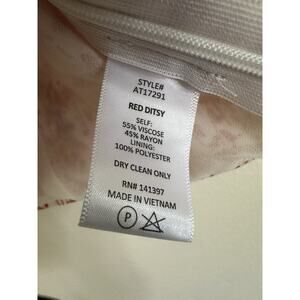 STYLE#
AT17291
RED DITSY
SELF:
55% VISCOSE
45% RAYON
LINING:
100% POLYESTER
DRY CLEAN ONLY
RN# 141397
MADE IN VIETNAM
P